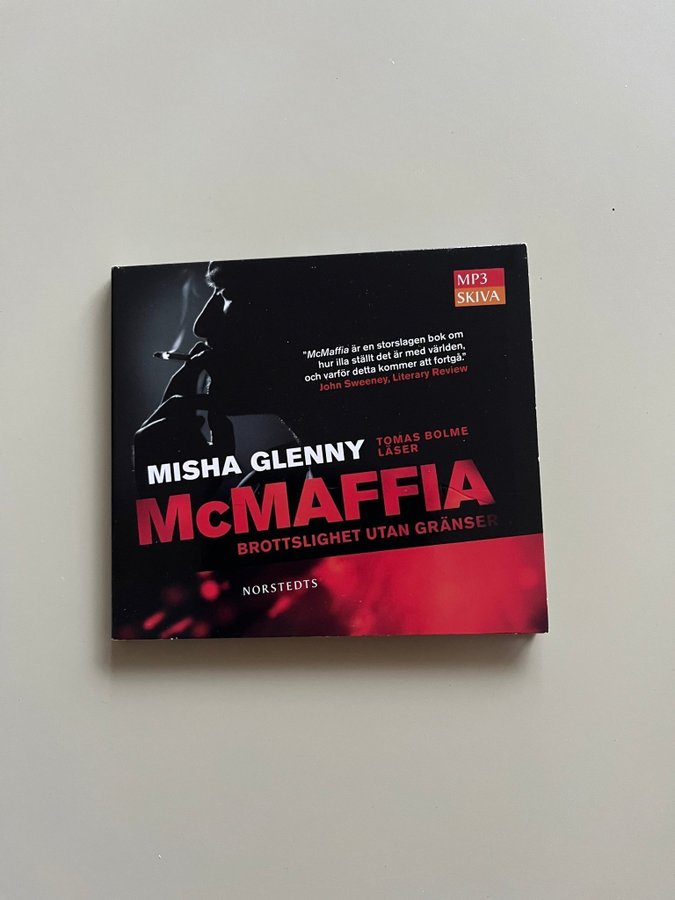 MP3
SKIVA
"McMaffia är en storslagen bok om
hur illa ställt det är med världen,
och varför detta kommer att fortgå."
John Sweeney, Literary Review
MISHA GLENNY
TOMAS BOLME
LÄSER
McMAFFIA
BROTTSLIGHET UTAN GRÄNSER
NORSTEDTS